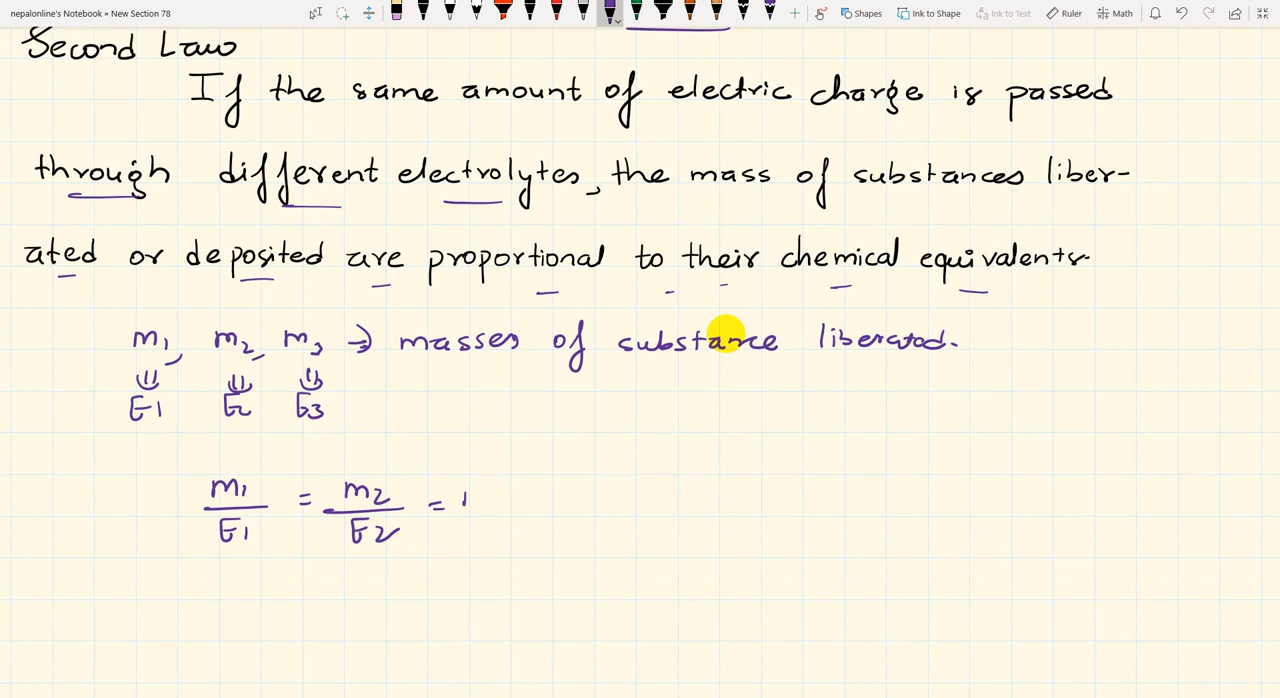 nepalonline's Notebook » New Section 78
Shapes Ink to Shape Ink to Text Ruler Math
Second Law
If the same amount of electric charge is passed
through different electrolytes, the mass of substances liber-
ated or deposited are proportional to their chemical equivalents.
m1, m2, m3 → masses of substance liberated.
E1 E2 E3
m1/E1 = m2/E2 =